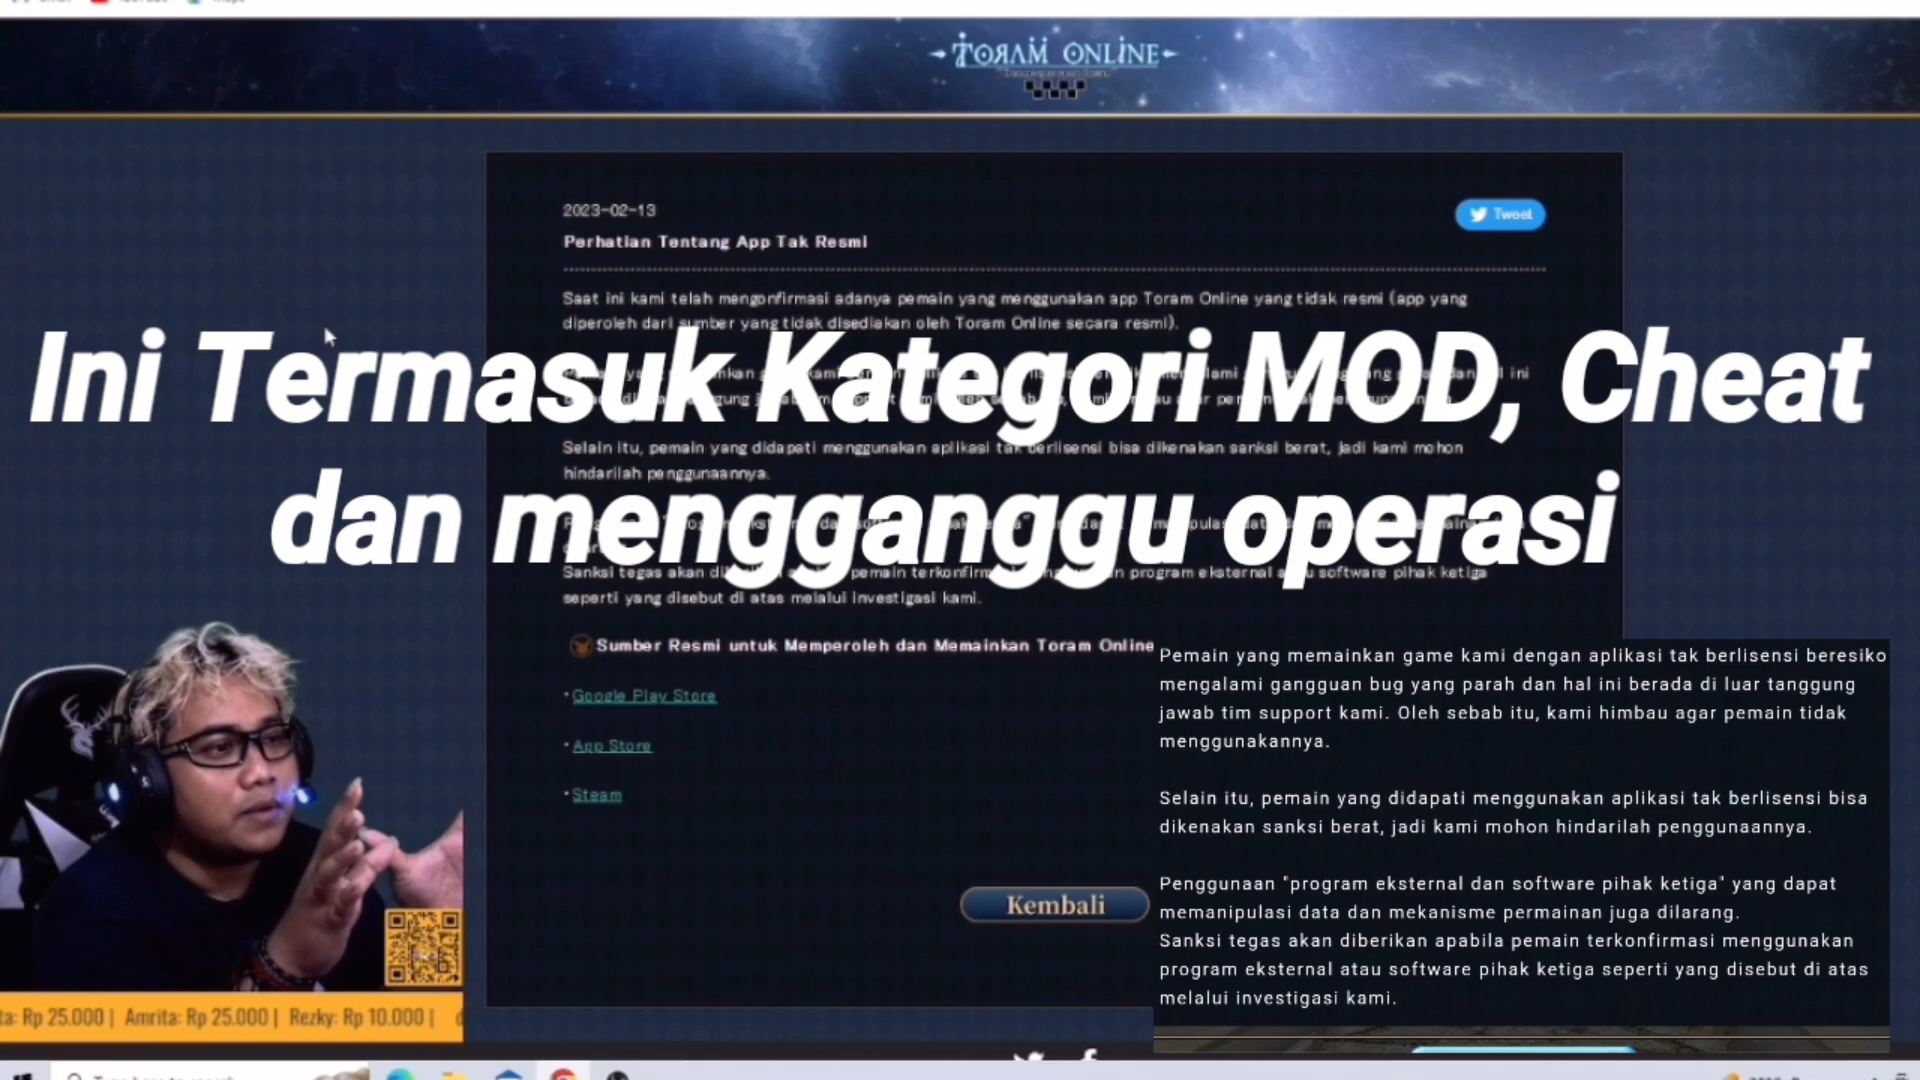 TORAM ONLINE
2023-02-13
Tweet
Perhatian Tentang App Tak Resmi
Saat ini kami telah mengonfirmasi adanya pemain yang menggunakan app Toram Online yang tidak resmi (app yang
diperoleh dari sumber yang tidak disediakan oleh Toram Online secara resmi).
Ini Termasuk Kategori MOD, Cheat
dan mengganggu operasi
Selain itu, pemain yang didapati menggunakan aplikasi tak berlisensi bisa dikenakan sanksi berat, jadi kami mohon
hindarilah penggunaannya.
Sanksi tegas akan pemain program eksternal software pihak ketiga
seperti yang disebut di atas melalui investigasi kami.
Sumber Resmi untuk Memperoleh dan Memainkan Toram Online
・Google Play Store
・App Store
・Steam
Kembali
Pemain yang memainkan game kami dengan aplikasi tak berlisensi beresiko
mengalami gangguan bug yang parah dan hal ini berada di luar tanggung
jawab tim support kami. Oleh sebab itu, kami himbau agar pemain tidak
menggunakannya.
Selain itu, pemain yang didapati menggunakan aplikasi tak berlisensi bisa
dikenakan sanksi berat, jadi kami mohon hindarilah penggunaannya.
Penggunaan "program eksternal dan software pihak ketiga" yang dapat
memanipulasi data dan mekanisme permainan juga dilarang.
Sanksi tegas akan diberikan apabila pemain terkonfirmasi menggunakan
program eksternal atau software pihak ketiga seperti yang disebut di atas
melalui investigasi kami.
Rp 25.000 | Amrita: Rp 25.000 | Rezky: Rp 10.000 |